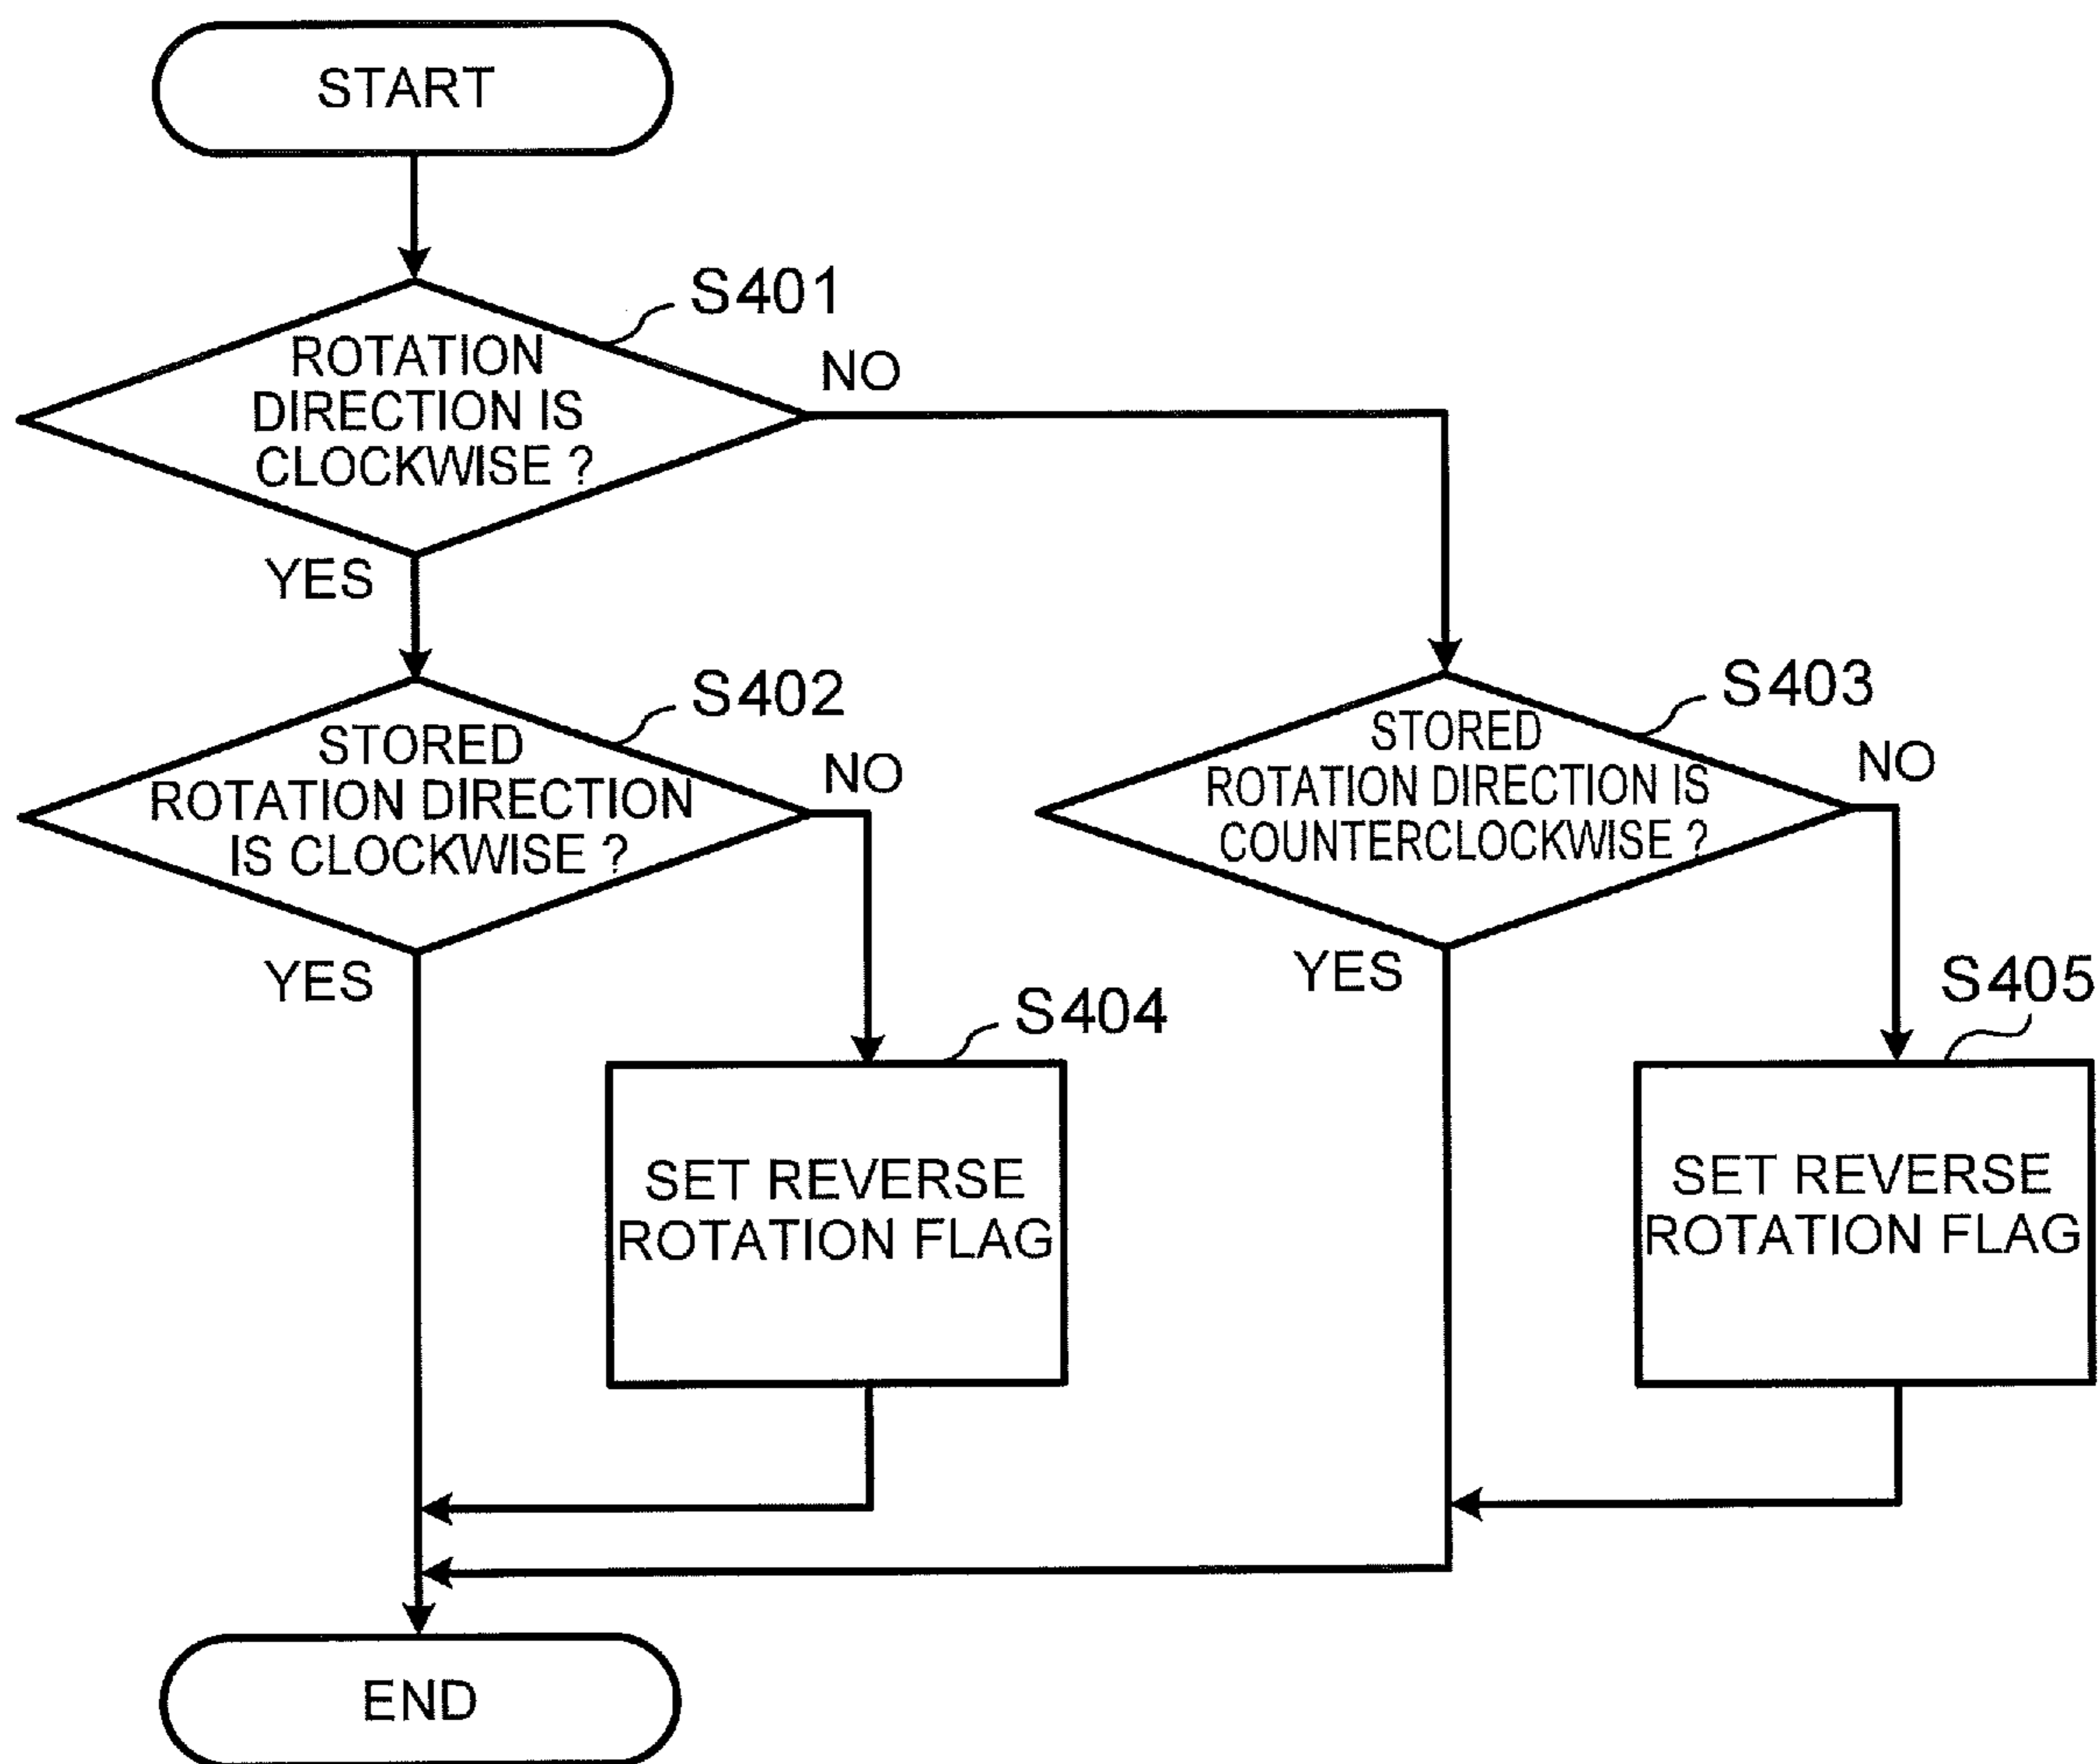 START
S401
ROTATION
DIRECTION IS
CLOCKWISE ?
NO
YES
S402
STORED
ROTATION DIRECTION
IS CLOCKWISE ?
NO
YES
S403
STORED
ROTATION DIRECTION IS
COUNTERCLOCKWISE ?
NO
YES
S404
SET REVERSE
ROTATION FLAG
S405
SET REVERSE
ROTATION FLAG
END